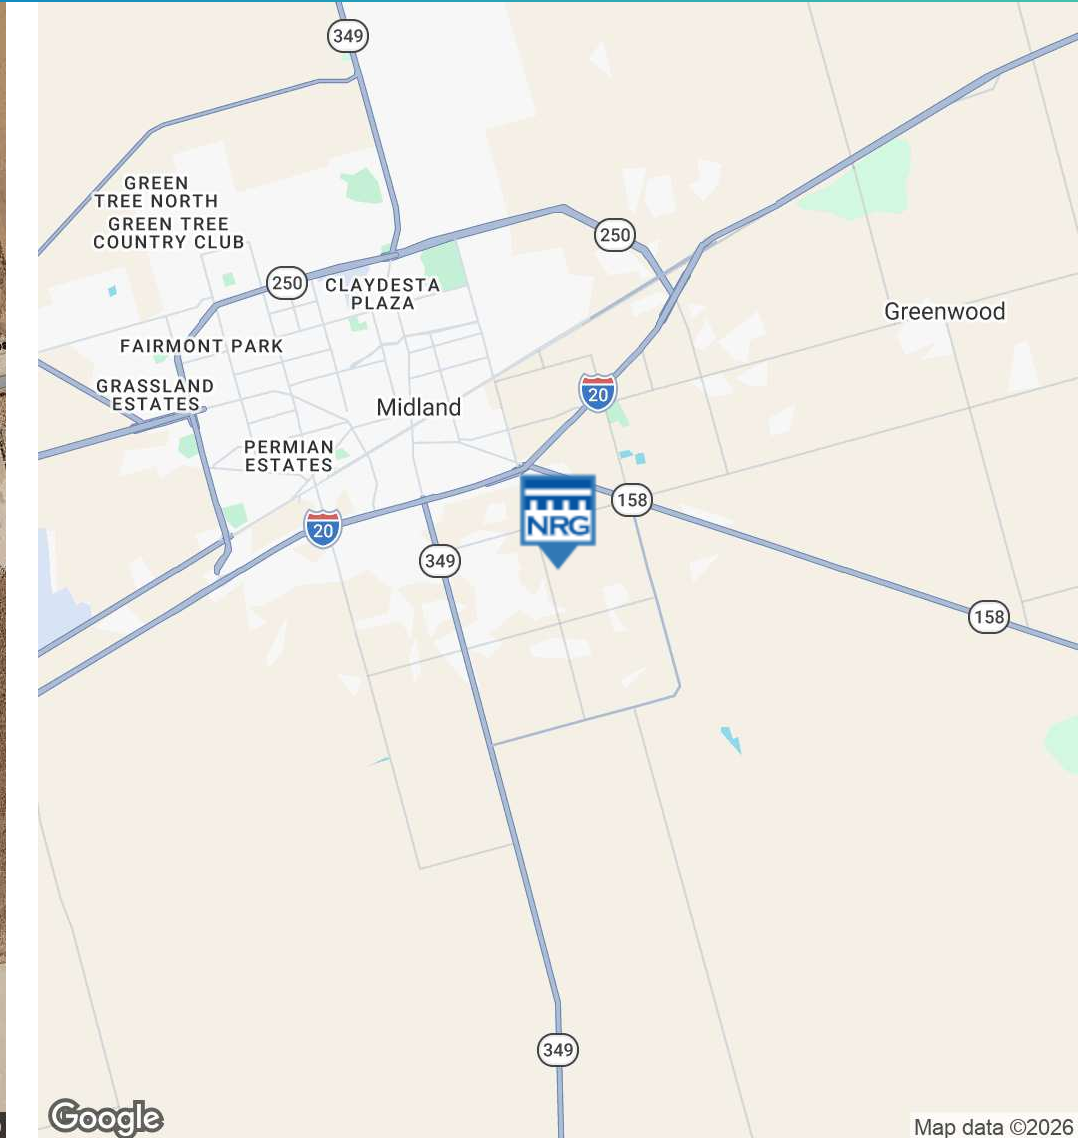 349
GREEN
TREE NORTH
GREEN TREE
COUNTRY CLUB
250
250
CLAYDESTA
PLAZA
Greenwood
FAIRMONT PARK
GRASSLAND
ESTATES
20
Midland
PERMIAN
ESTATES
158
NRG
20
349
158
349
Google
Map data ©2026